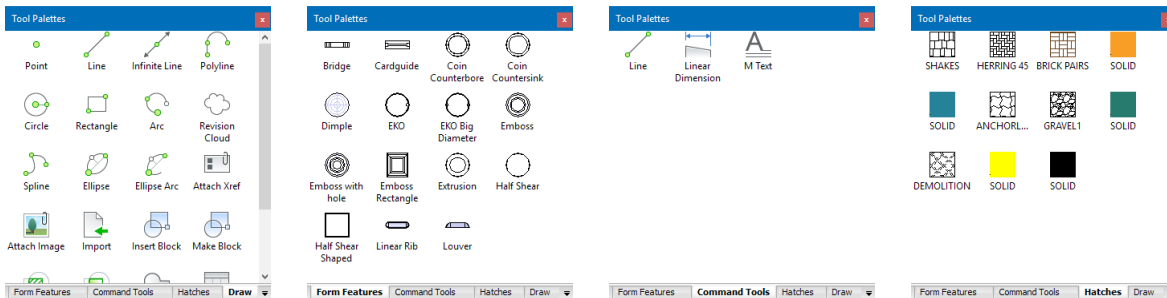 Tool Palettes x
Point Line Infinite Line Polyline
Circle Rectangle Arc Revision
Cloud
Spline Ellipse Ellipse Arc Attach Xref
Attach Image Import Insert Block Make Block
Form Features Command Tools Hatches Draw
Tool Palettes x
Bridge Cardguide Coin Coin
Counterbore Countersink
Dimple EKO EKO Big Emboss
Diameter
Emboss with Emboss Extrusion Half Shear
hole Rectangle
Half Shear Linear Rib Louver
Shaped
Form Features Command Tools Hatches Draw
Tool Palettes x
Line Linear M Text
Dimension
Form Features Command Tools Hatches Draw
Tool Palettes x
SHAKES HERRING 45 BRICK PAIRS SOLID
SOLID ANCHORL... GRAVEL1 SOLID
DEMOLITION SOLID SOLID
Form Features Command Tools Hatches Draw